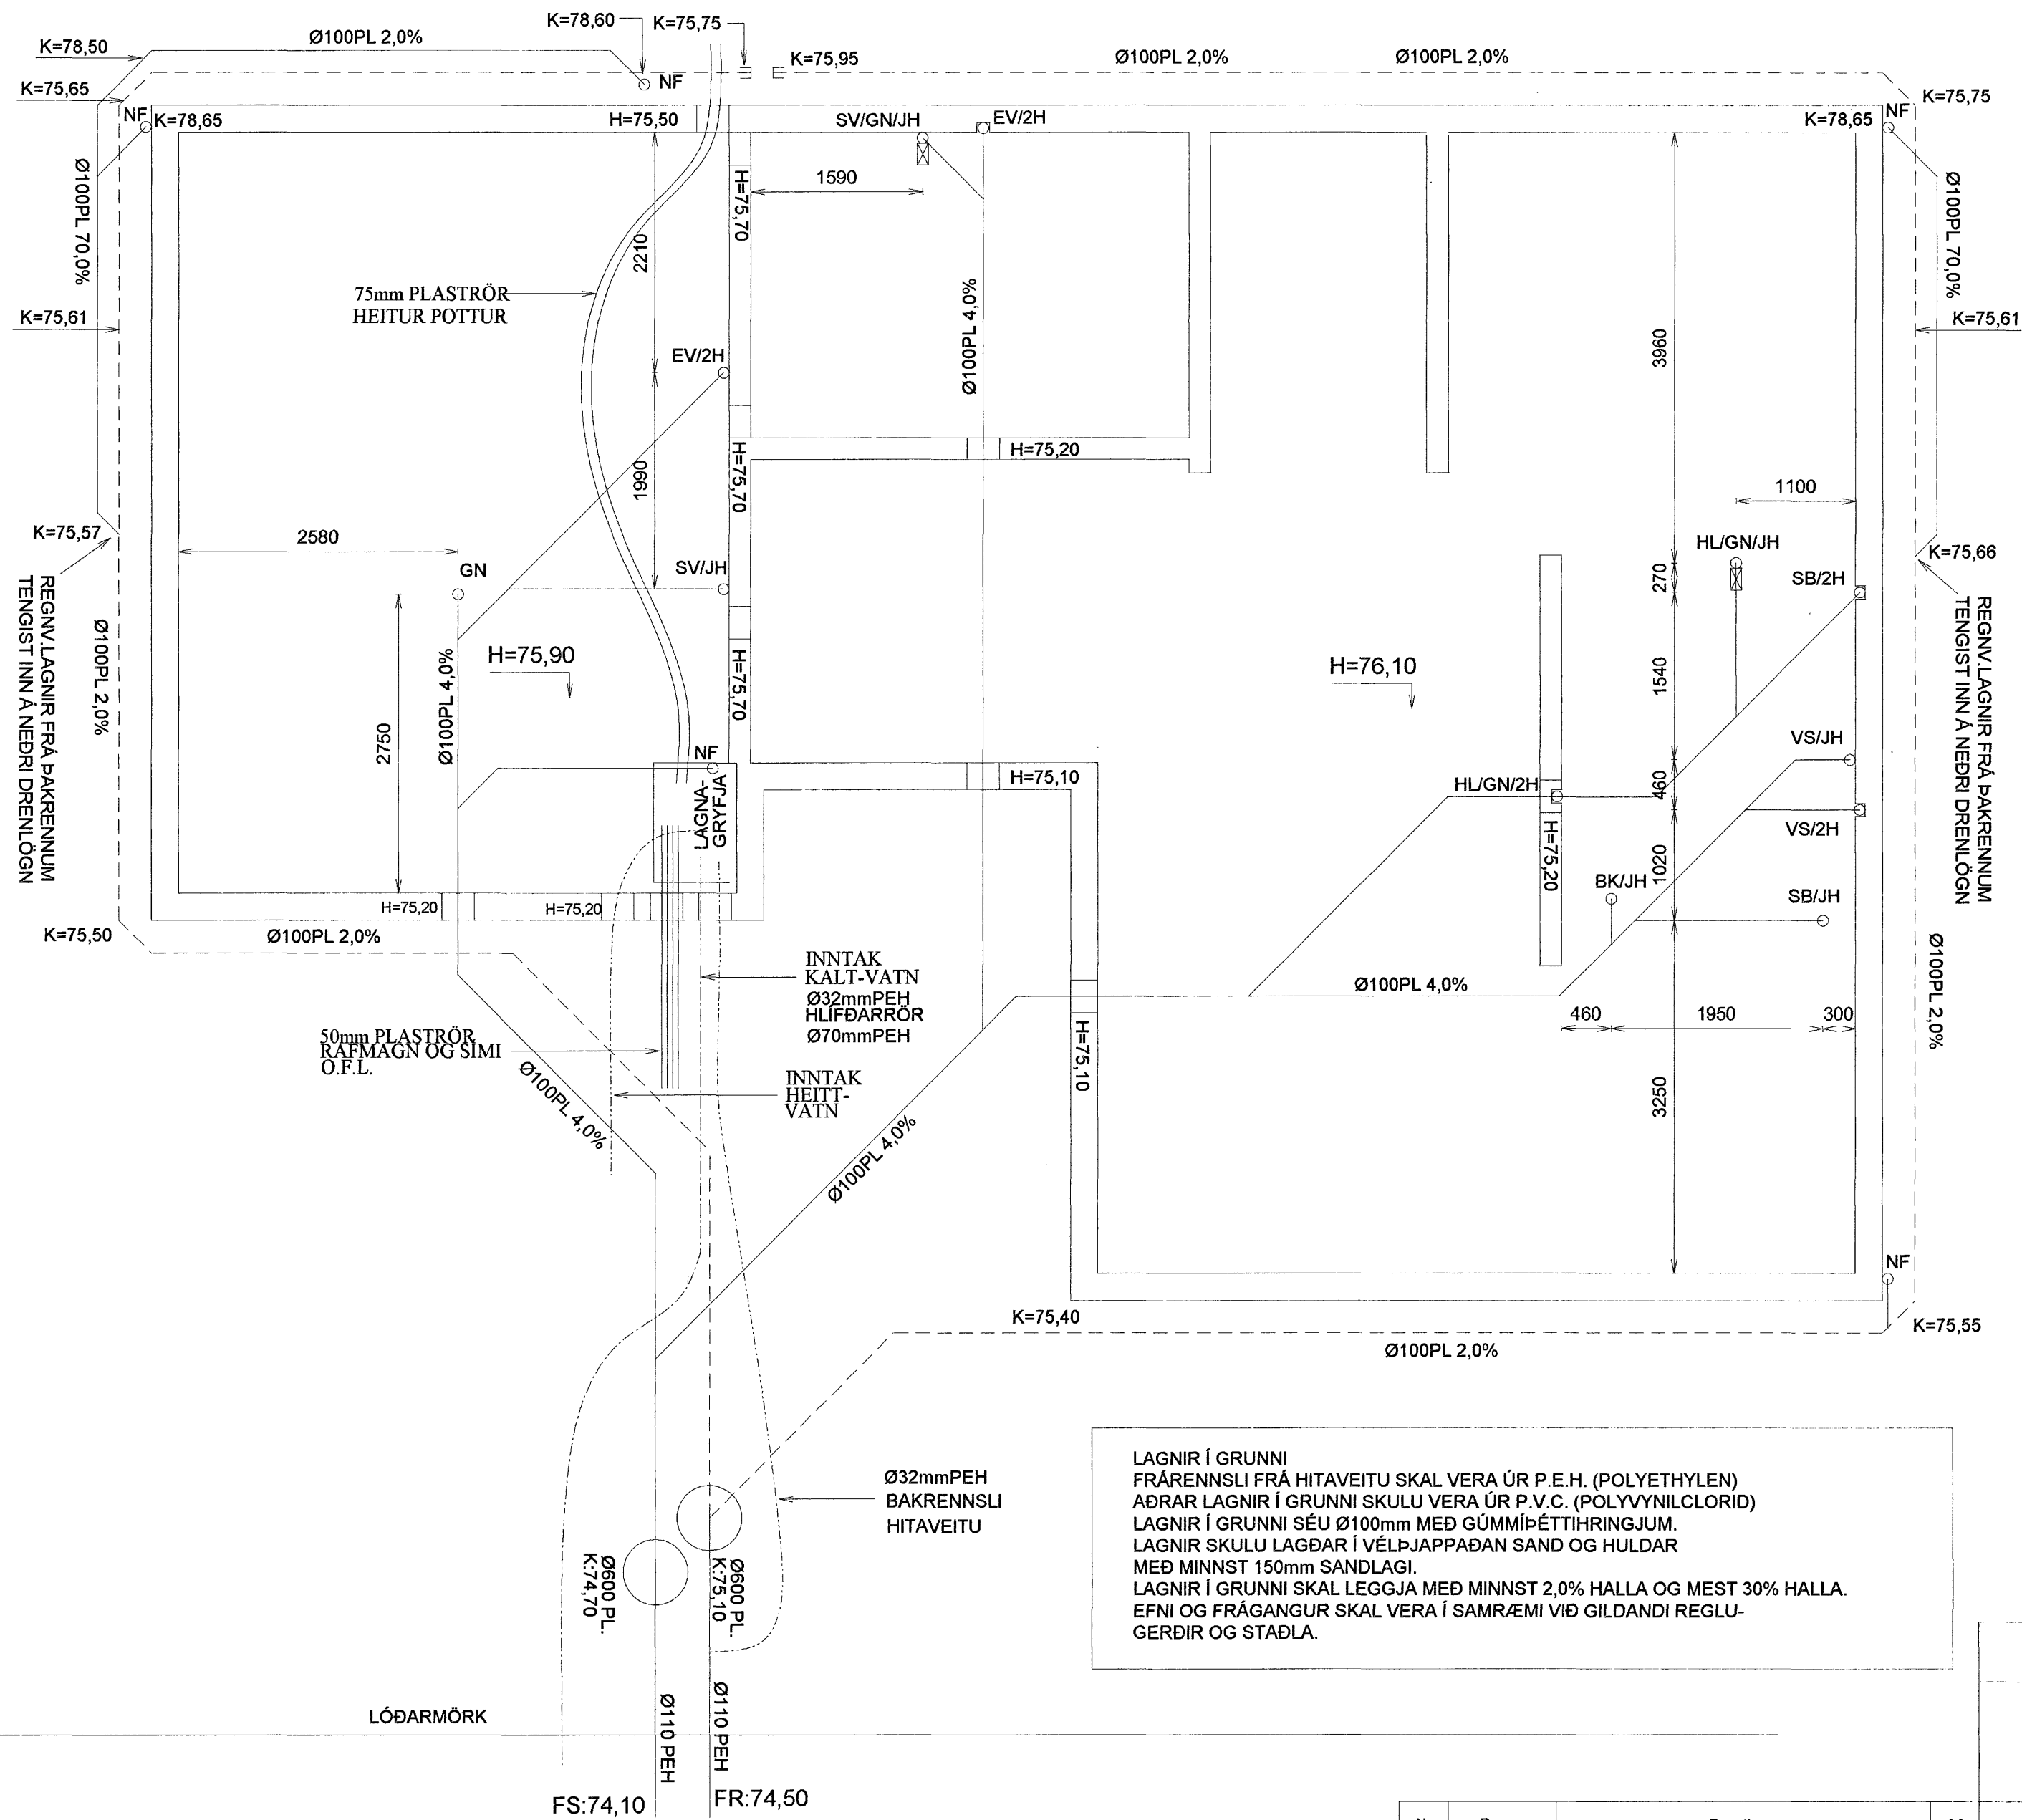 K=78,60
K=75,75
K=78,50
Ø100PL 2,0%
K=75,95
Ø100PL 2,0%
Ø100PL 2,0%
K=75,65
NF
K=75,75
NF
K=78,65
H=75,50
SV/GN/JH
EV/2H
K=78,65
NF
Ø100PL 70,0%
H=75,70
1590
Ø100PL 70,0%
2210
75mm PLASTRÖR
HEITUR POTTUR
K=75,61
Ø100PL 4,0%
3960
K=75,61
EV/2H
H=75,70
H=75,20
1990
1100
K=75,57
2580
HL/GN/JH
K=75,66
GN
SV/JH
270
SB/2H
REGNV.LAGNIR FRÁ ÞAKRENNUM
TENGIST INN Á NEÐRI DRENLÖGN
REGNV.LAGNIR FRÁ ÞAKRENNUM
TENGIST INN Á NEÐRI DRENLÖGN
Ø100PL 2,0%
H=75,90
Ø100PL 4,0%
H=75,70
H=76,10
1540
2750
NF
VS/JH
LAGNA-
GRYFJA
H=75,10
HL/GN/2H
460
VS/2H
H=75,20
1020
BK/JH
SB/JH
H=75,20
H=75,20
K=75,50
Ø100PL 2,0%
INNTAK
KALT-VATN
Ø32mmPEH
HLÍFÐARRÖR
Ø70mmPEH
Ø100PL 4,0%
Ø100PL 2,0%
460
1950
300
50mm PLASTRÖR
RAFMAGN OG SÍMI
O.F.L.
H=75,10
INNTAK
HEITT-
VATN
3250
Ø100PL 4,0%
Ø100PL 4,0%
NF
K=75,40
K=75,55
Ø100PL 2,0%
Ø32mmPEH
BAKRENNSLI
HITAVEITU
LAGNIR Í GRUNNI
FRÁRENNSLI FRÁ HITAVEITU SKAL VERA ÚR P.E.H. (POLYETHYLEN)
AÐRAR LAGNIR Í GRUNNI SKULU VERA ÚR P.V.C. (POLYVYNILCLORID)
LAGNIR Í GRUNNI SÉU Ø100mm MEÐ GÚMMÍÞÉTTIHRINGJUM.
LAGNIR SKULU LAGÐAR Í VÉLÞJAPPAÐAN SAND OG HULDAR
MEÐ MINNST 150mm SANDLAGI.
LAGNIR Í GRUNNI SKAL LEGGJA MEÐ MINNST 2,0% HALLA OG MEST 30% HALLA.
EFNI OG FRÁGANGUR SKAL VERA Í SAMRÆMI VIÐ GILDANDI REGLU-
GERÐIR OG STAÐLA.
Ø600 PL.
K:74,70
Ø600 PL.
K:75,10
LÓÐARMÖRK
Ø110 PEH
Ø110 PEH
FS:74,10
FR:74,50